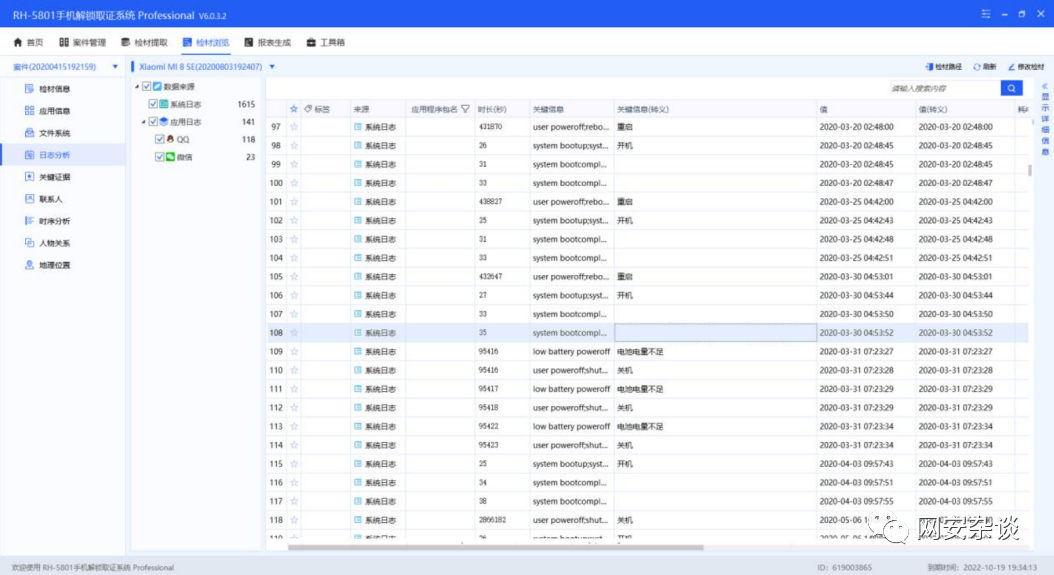 RH-5801手机解锁取证系统 Professional V6.0.3.2
首页 案件管理 检材提取 检材浏览 报表生成 工具箱
案件(20200415192159) Xiaomi MI 8 SE(20200803192407) 检材路径 刷新 修改检材
检材信息
应用信息
文件系统
日志分析
关键证据
联系人
时序分析
人物关系
地理位置
数据来源
系统日志 1615
应用日志 141
QQ 118
微信 23
请输入搜索内容
显示详细信息
标签 来源 应用程序包名 时长(秒) 关键信息 关键信息(转义) 值 值(转义)
97 系统日志 431870 user poweroff;rebo... 重启 2020-03-20 02:48:00 2020-03-20 02:48:00
98 系统日志 26 system bootup;syst... 开机 2020-03-20 02:48:45 2020-03-20 02:48:45
99 系统日志 31 system bootcompl... 2020-03-20 02:48:45 2020-03-20 02:48:45
100 系统日志 33 system bootcompl... 2020-03-20 02:48:47 2020-03-20 02:48:47
101 系统日志 438827 user poweroff;rebo... 重启 2020-03-25 04:42:00 2020-03-25 04:42:00
102 系统日志 25 system bootup;syst... 开机 2020-03-25 04:42:43 2020-03-25 04:42:43
103 系统日志 31 system bootcompl... 2020-03-25 04:42:48 2020-03-25 04:42:48
104 系统日志 33 system bootcompl... 2020-03-25 04:42:51 2020-03-25 04:42:51
105 系统日志 432647 user poweroff;rebo... 重启 2020-03-30 04:53:01 2020-03-30 04:53:01
106 系统日志 27 system bootup;syst... 开机 2020-03-30 04:53:44 2020-03-30 04:53:44
107 系统日志 33 system bootcompl... 2020-03-30 04:53:50 2020-03-30 04:53:50
108 系统日志 35 system bootcompl... 2020-03-30 04:53:52 2020-03-30 04:53:52
109 系统日志 95416 low battery poweroff 电池电量不足 2020-03-31 07:23:27 2020-03-31 07:23:27
110 系统日志 95416 user poweroff;shut... 关机 2020-03-31 07:23:28 2020-03-31 07:23:28
111 系统日志 95417 low battery poweroff 电池电量不足 2020-03-31 07:23:29 2020-03-31 07:23:29
112 系统日志 95418 user poweroff;shut... 关机 2020-03-31 07:23:29 2020-03-31 07:23:29
113 系统日志 95422 low battery poweroff 电池电量不足 2020-03-31 07:23:34 2020-03-31 07:23:34
114 系统日志 95423 user poweroff;shut... 关机 2020-03-31 07:23:34 2020-03-31 07:23:34
115 系统日志 25 system bootup;syst... 开机 2020-04-03 09:57:43 2020-04-03 09:57:43
116 系统日志 34 system bootcompl... 2020-04-03 09:57:51 2020-04-03 09:57:51
117 系统日志 38 system bootcompl... 2020-04-03 09:57:55 2020-04-03 09:57:55
118 系统日志 2866182 user poweroff;shut... 关机 2020-05-06
网安杂谈
欢迎使用 RH-5801手机解锁取证系统 Professional ID: 619003865 到期时间: 2022-10-19 19:34:13